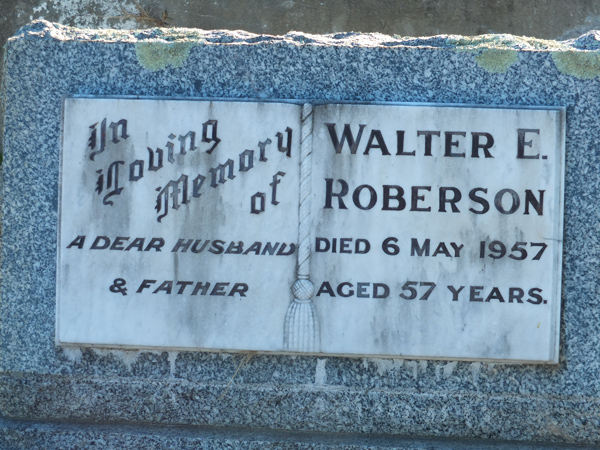 In
Loving
Memory
of
A DEAR HUSBAND
& FATHER
WALTER E.
ROBERSON
DIED 6 MAY 1957
AGED 57 YEARS.